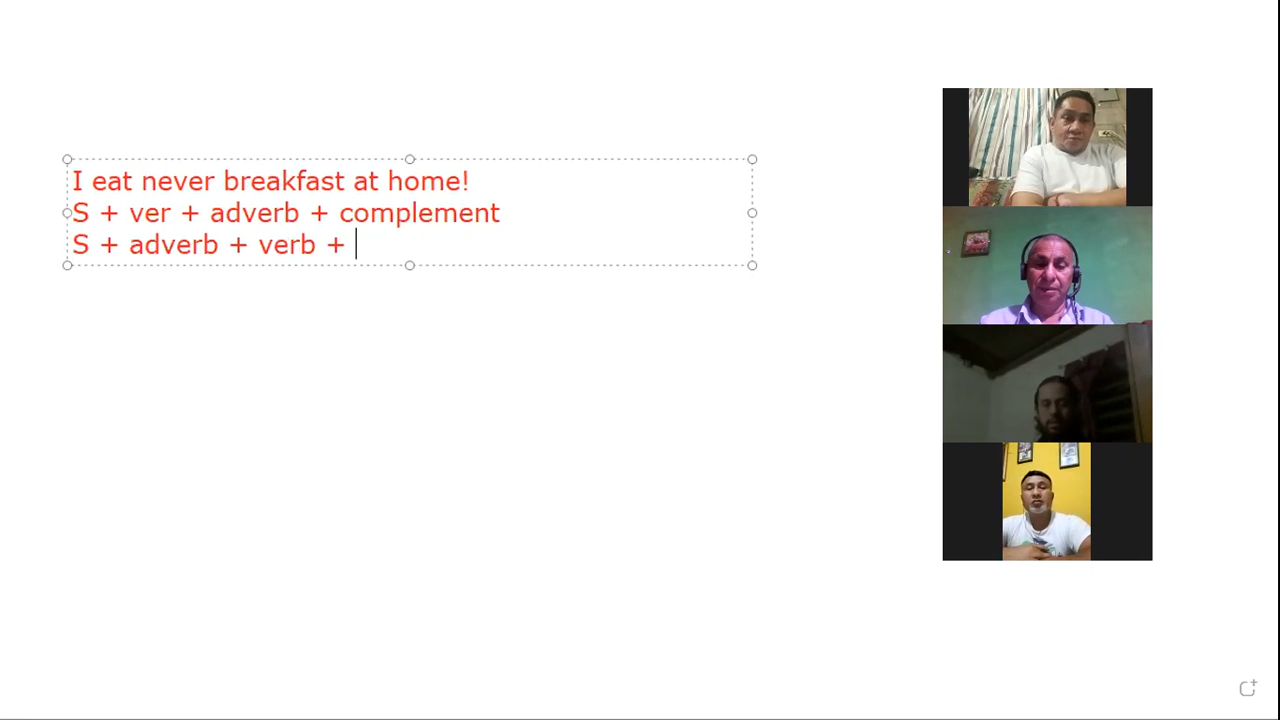 I eat never breakfast at home!
S + ver + adverb + complement
S + adverb + verb +